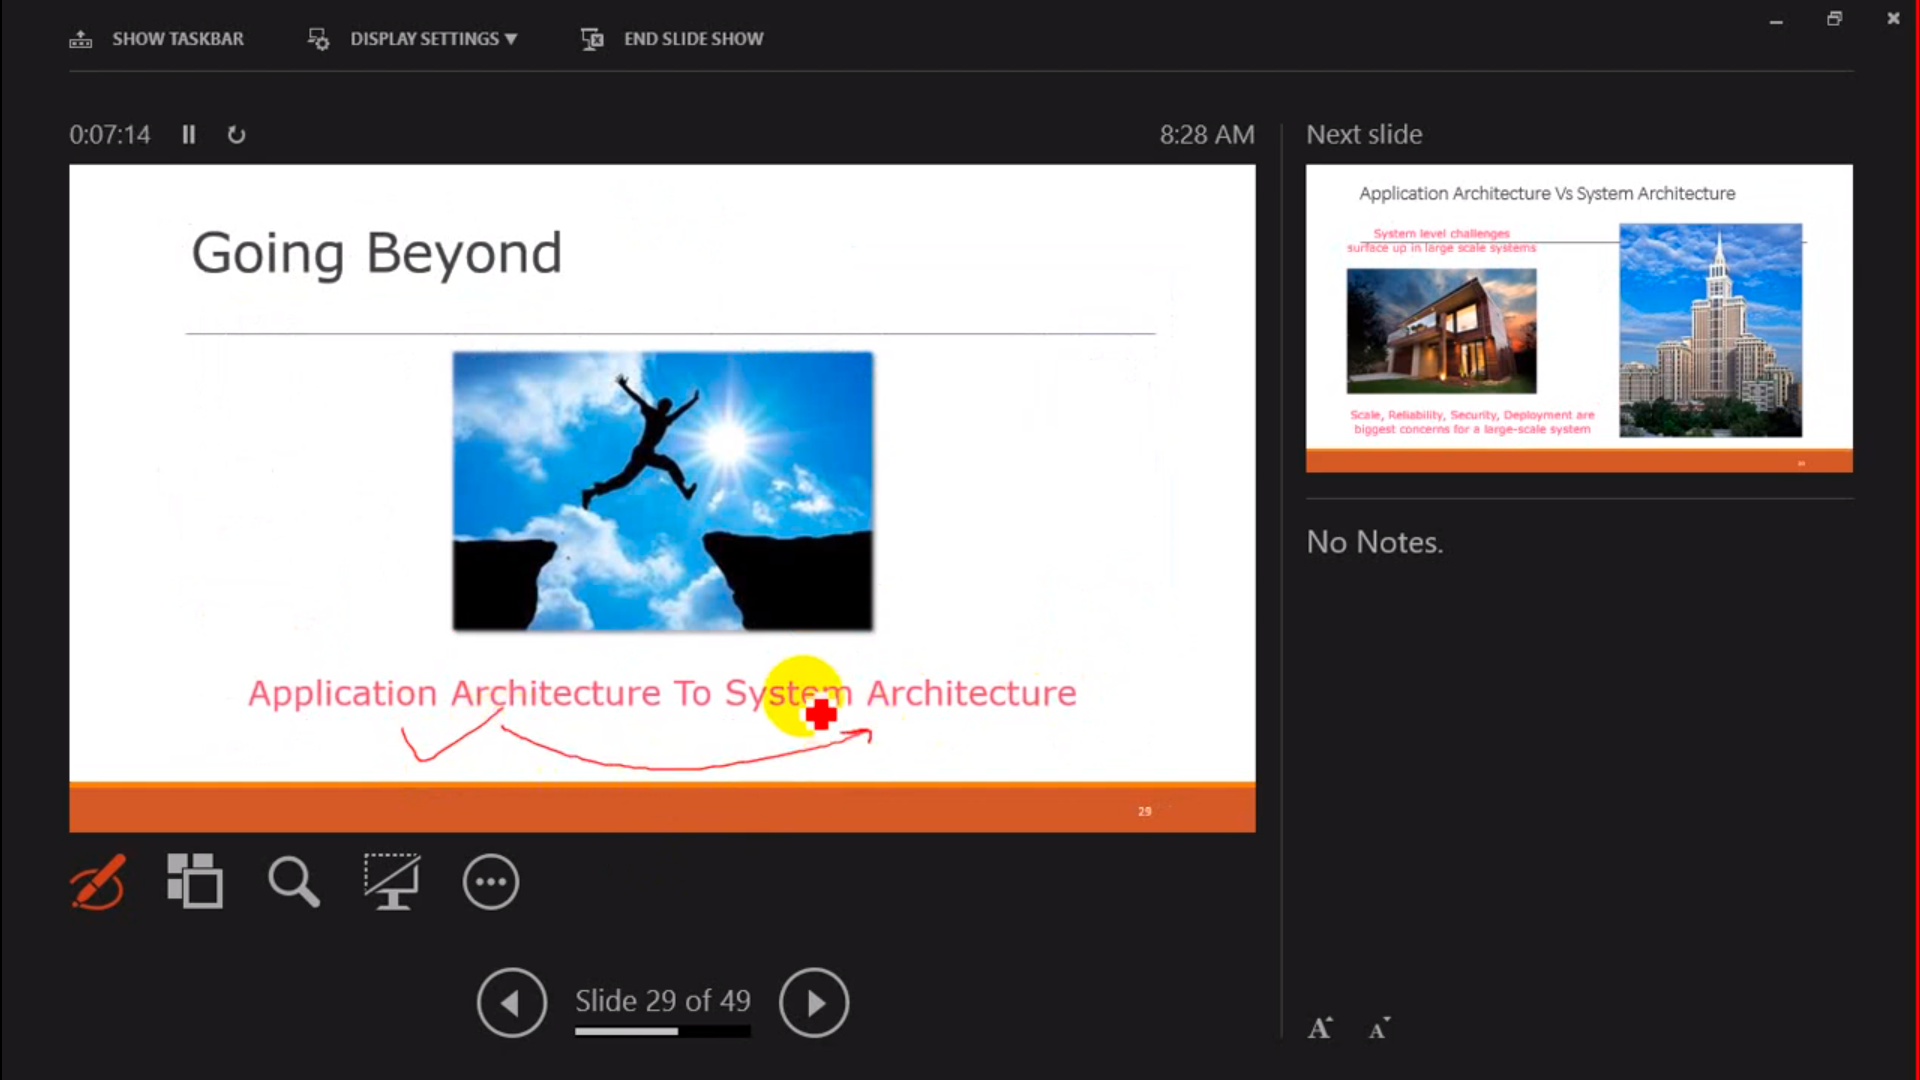 SHOW TASKBAR
DISPLAY SETTINGS ▼
END SLIDE SHOW
0:07:14
8:28 AM
Going Beyond
Application Architecture To System Architecture
29
Next slide
Application Architecture Vs System Architecture
System level challenges
surface up in large scale systems
Scale, Reliability, Security, Deployment are
biggest concerns for a large-scale system
No Notes.
Slide 29 of 49
A
A